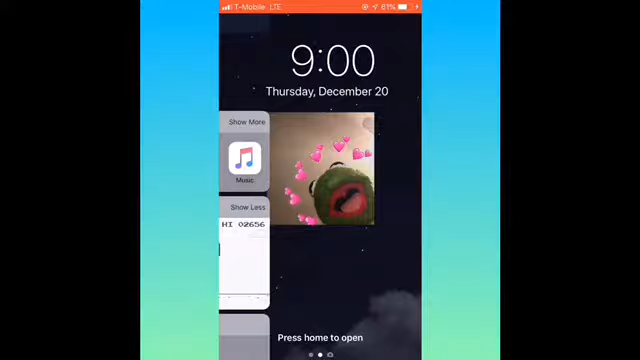 T-Mobile LTE 61%
9:00
Thursday, December 20
Show More
Music
Show Less
HI 02656
Press home to open